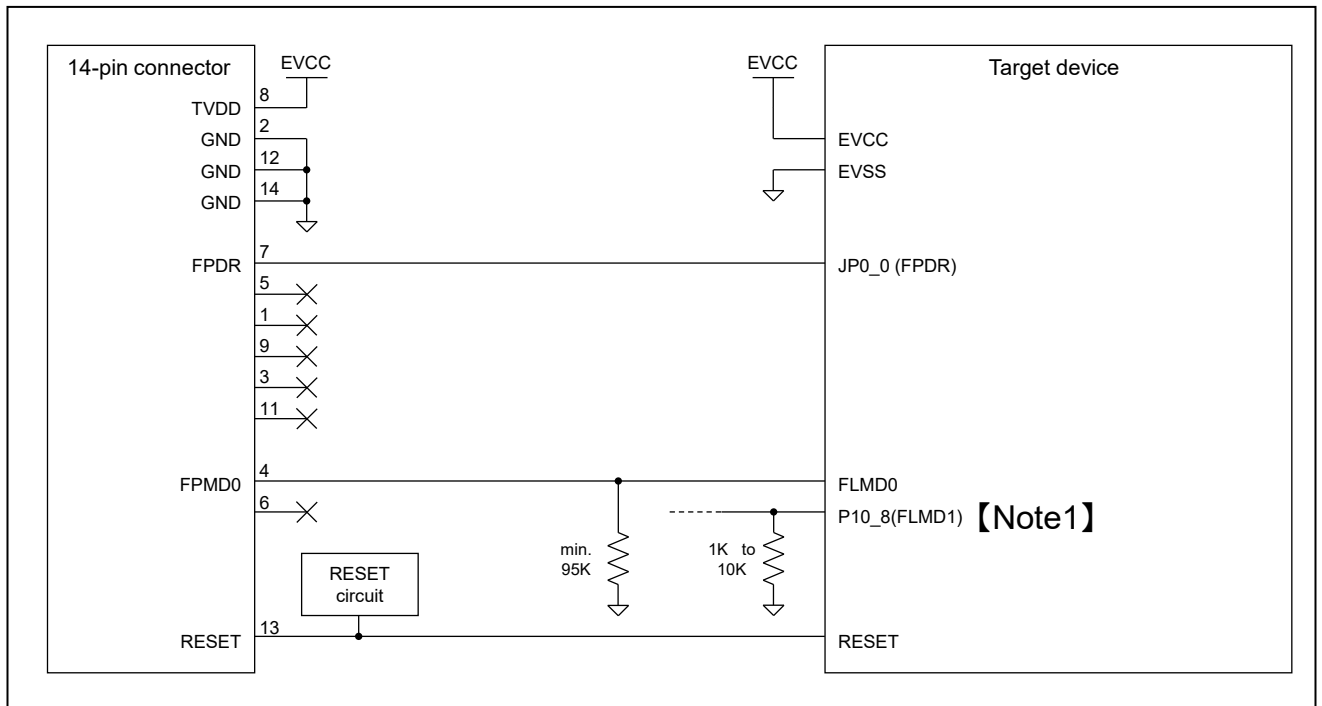 14-pin connector
EVCC
EVCC
Target device
8
TVDD
2
GND
EVCC
12
GND
EVSS
14
GND
7
FPDR
JP0_0 (FPDR)
5
1
9
3
11
4
FPMD0
FLMD0
6
P10_8(FLMD1) 【Note1】
min.
95K
1K to
10K
RESET
circuit
13
RESET
RESET